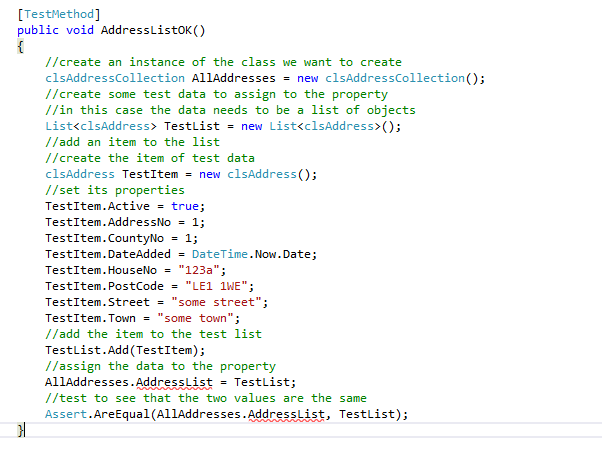 [TestMethod]
public void AddressListOK()
{
//create an instance of the class we want to create
clsAddressCollection AllAddresses = new clsAddressCollection();
//create some test data to assign to the property
//in this case the data needs to be a list of objects
List<clsAddress> TestList = new List<clsAddress>();
//add an item to the list
//create the item of test data
clsAddress TestItem = new clsAddress();
//set its properties
TestItem.Active = true;
TestItem.AddressNo = 1;
TestItem.CountyNo = 1;
TestItem.DateAdded = DateTime.Now.Date;
TestItem.HouseNo = "123a";
TestItem.PostCode = "LE1 1WE";
TestItem.Street = "some street";
TestItem.Town = "some town";
//add the item to the test list
TestList.Add(TestItem);
//assign the data to the property
AllAddresses.AddressList = TestList;
//test to see that the two values are the same
Assert.AreEqual(AllAddresses.AddressList, TestList);
}